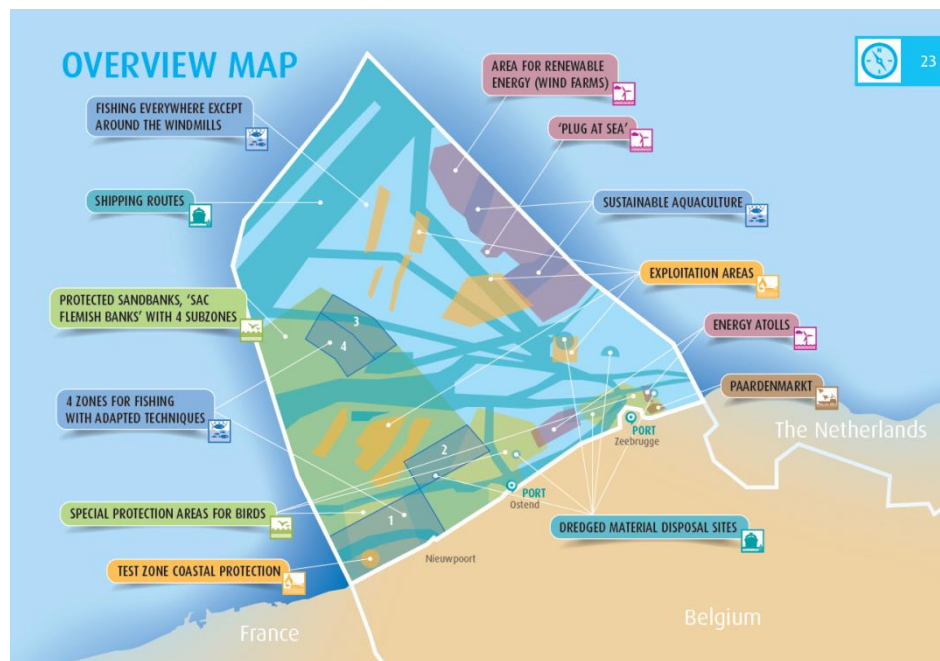 OVERVIEW MAP
N
23
AREA FOR RENEWABLE
ENERGY (WIND FARMS)
FISHING EVERYWHERE EXCEPT
AROUND THE WINDMILLS
'PLUG AT SEA'
SHIPPING ROUTES
SUSTAINABLE AQUACULTURE
EXPLOITATION AREAS
PROTECTED SANDBANKS, 'SAC
FLEMISH BANKS' WITH 4 SUBZONES
3
4
ENERGY ATOLLS
PAARDENMARKT
4 ZONES FOR FISHING
WITH ADAPTED TECHNIQUES
The Netherlands
PORT
Zeebrugge
2
PORT
Ostend
SPECIAL PROTECTION AREAS FOR BIRDS
1
DREDGED MATERIAL DISPOSAL SITES
Nieuwpoort
TEST ZONE COASTAL PROTECTION
Belgium
France